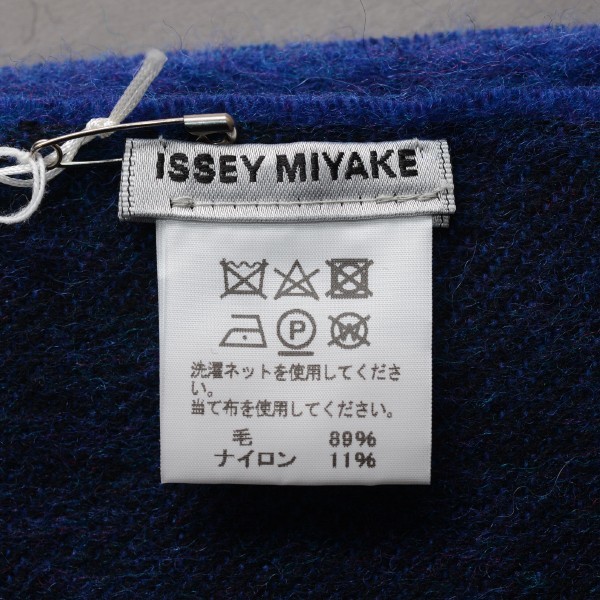 ISSEY MIYAKE
P
W
洗濯ネットを使用してくださ
い。
当て布を使用してください。
毛 89%
ナイロン 11%